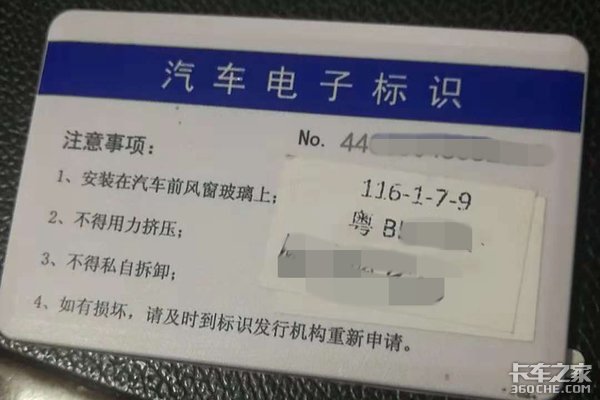 汽车电子标识
注意事项:
No. 44
1、安装在汽车前风窗玻璃上;
116-1-7-9
粤 B
2、不得用力挤压;
3、不得私自拆卸;
4、如有损坏，请及时到标识发行机构重新申请。
卡车之家
360CHE.COM